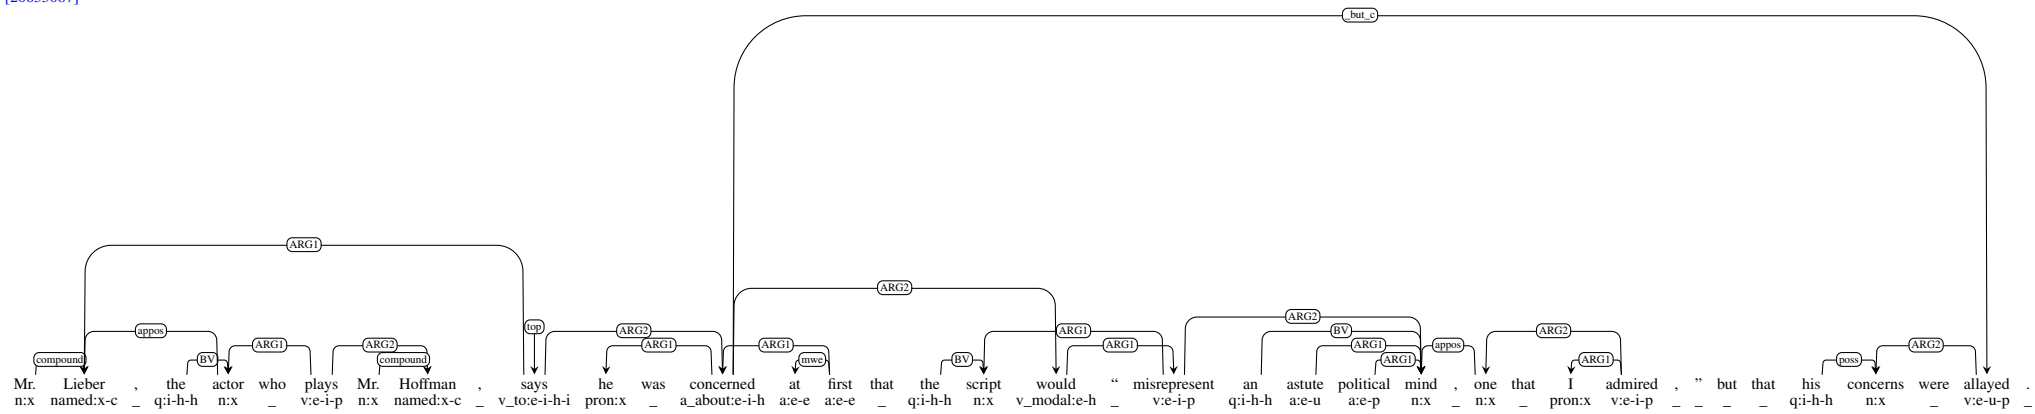 [20639007]
_but_c
ARG1
ARG2
top
ARG2
appos ARG2 ARG1 BV
compound BV ARG1 ARG2 compound ARG1 ARG1 mwe BV ARG1 ARG1 ARG1 appos ARG2 ARG1 poss ARG2
Mr. Lieber , the actor who plays Mr. Hoffman , says he was concerned at first that the script would “ misrepresent an astute political mind , one that I admired , ” but that his concerns were allayed .
n:x named:x-c _ q:i-h-h n:x _ v:e-i-p n:x named:x-c _ v_to:e-i-h-i pron:x _ a_about:e-i-h a:e-e a:e-e _ q:i-h-h n:x v_modal:e-h _ v:e-i-p q:i-h-h a:e-u a:e-p n:x _ n:x _ pron:x v:e-i-p _ _ _ _ q:i-h-h n:x _ v:e-u-p _